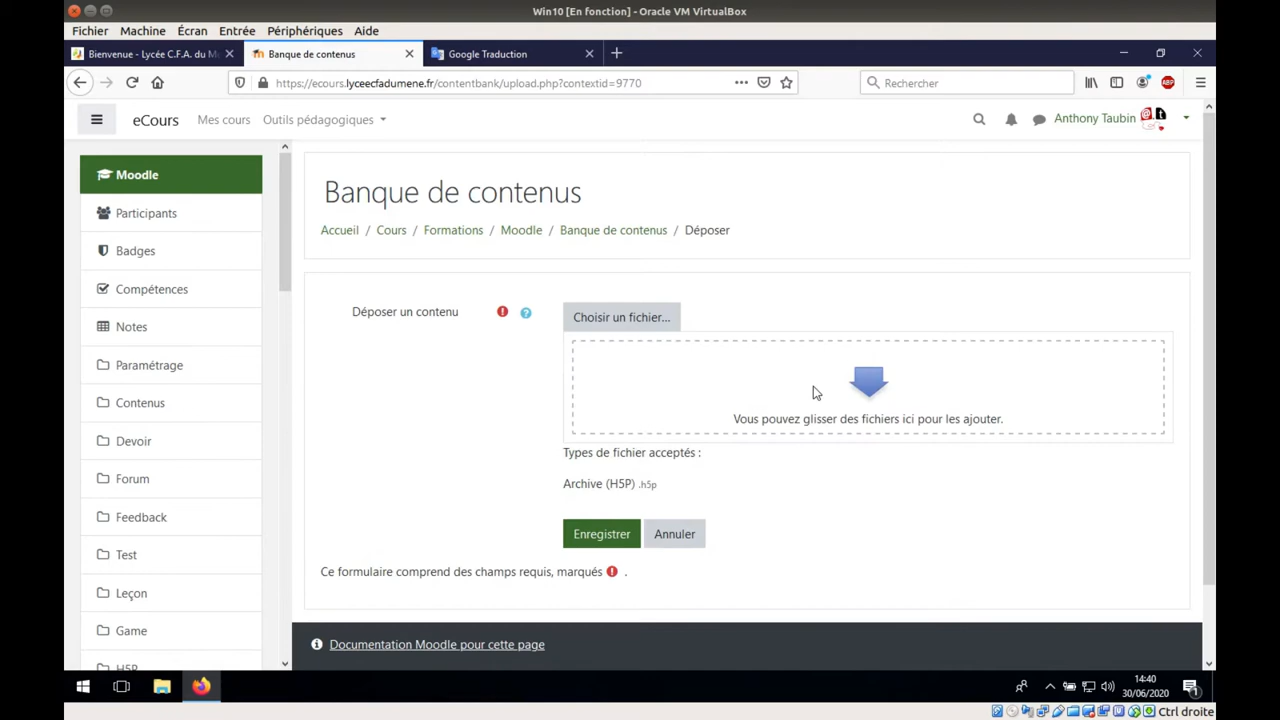 Win10 [En fonction] - Oracle VM VirtualBox
Fichier Machine Écran Entrée Périphériques Aide
Bienvenue - Lycée C.F.A. du M
Banque de contenus
Google Traduction
https://ecours.lyceecfadumene.fr/contentbank/upload.php?contextid=9770
Rechercher
ABP
eCours Mes cours Outils pédagogiques
Anthony Taubin
Moodle
Participants
Badges
Compétences
Notes
Paramétrage
Contenus
Devoir
Forum
Feedback
Test
Leçon
Game
H5P
Banque de contenus
Accueil / Cours / Formations / Moodle / Banque de contenus / Déposer
Déposer un contenu
Choisir un fichier...
Vous pouvez glisser des fichiers ici pour les ajouter.
Types de fichier acceptés :
Archive (H5P) .h5p
Enregistrer Annuler
Ce formulaire comprend des champs requis, marqués .
Documentation Moodle pour cette page
14:40
30/06/2020
1
Ctrl droite